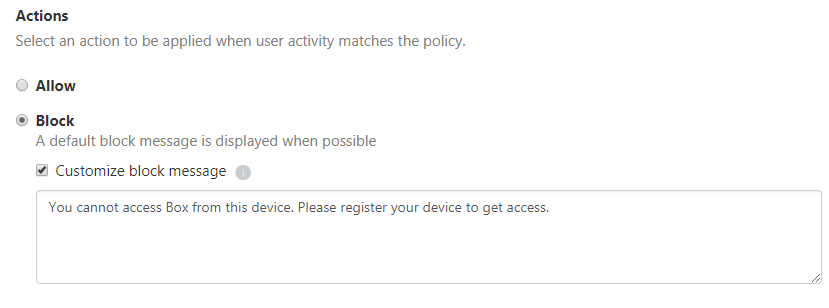 Actions
Select an action to be applied when user activity matches the policy.
Allow
Block
A default block message is displayed when possible
Customize block message
You cannot access Box from this device. Please register your device to get access.